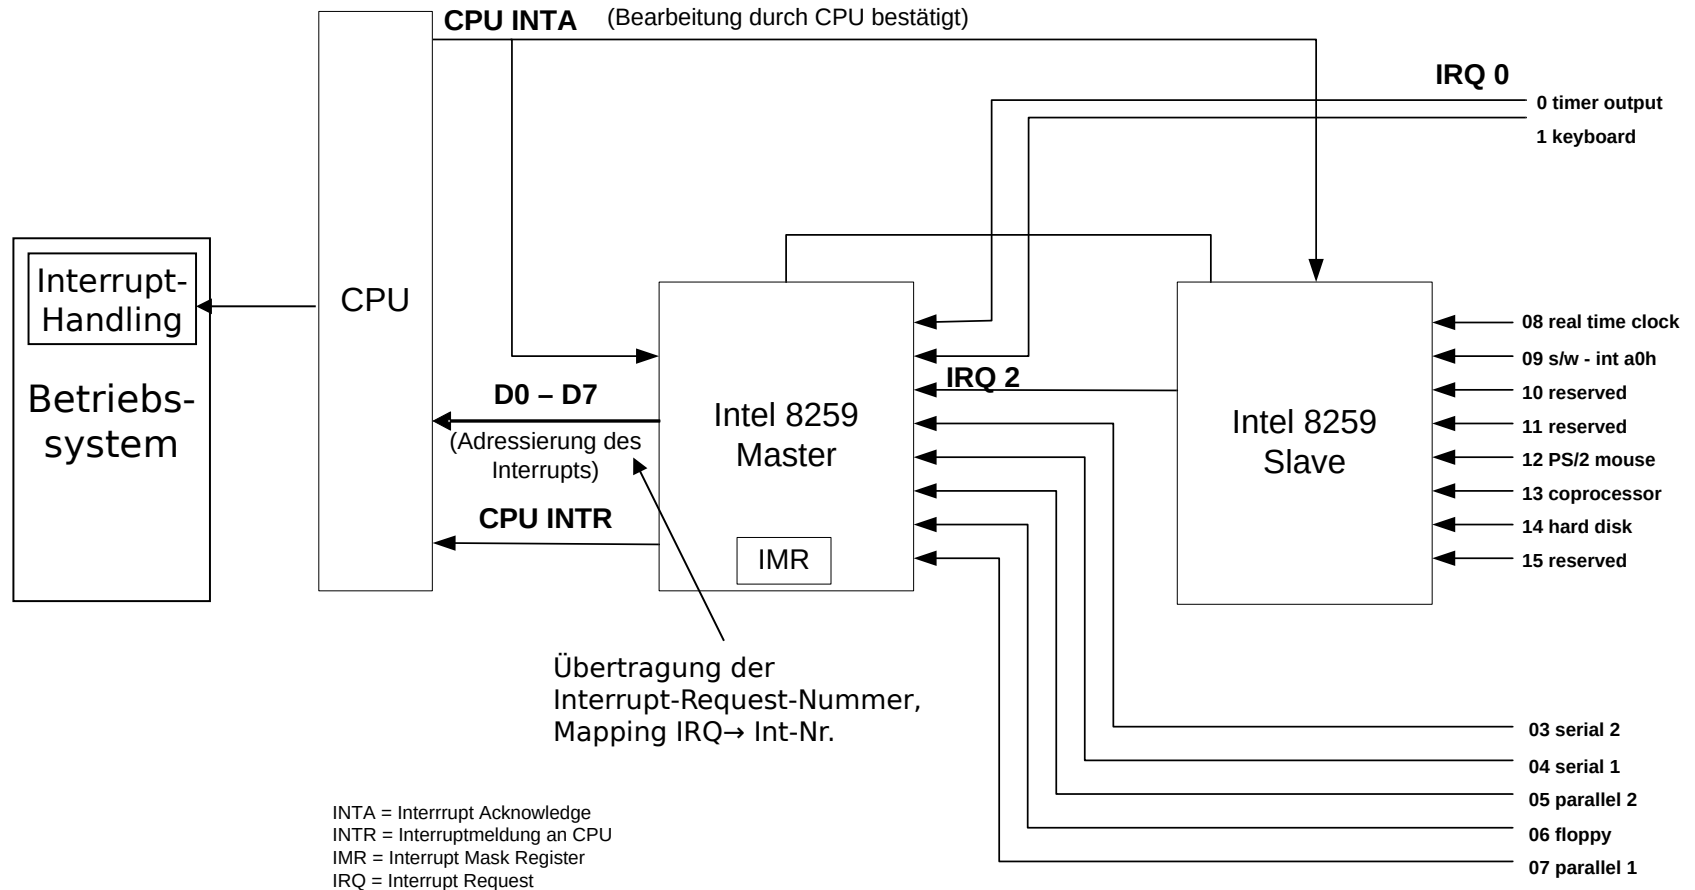 CPU INTA (Bearbeitung durch CPU bestätigt)
IRQ 0
0 timer output
1 keyboard
Interrupt-
Handling
Betriebs-
system
CPU
D0 – D7
(Adressierung des
Interrupts)
CPU INTR
Intel 8259
Master
IMR
IRQ 2
Intel 8259
Slave
08 real time clock
09 s/w - int a0h
10 reserved
11 reserved
12 PS/2 mouse
13 coprocessor
14 hard disk
15 reserved
Übertragung der
Interrupt-Request-Nummer,
Mapping IRQ→ Int-Nr.
03 serial 2
04 serial 1
05 parallel 2
06 floppy
07 parallel 1
INTA = Interrrupt Acknowledge
INTR = Interruptmeldung an CPU
IMR = Interrupt Mask Register
IRQ = Interrupt Request